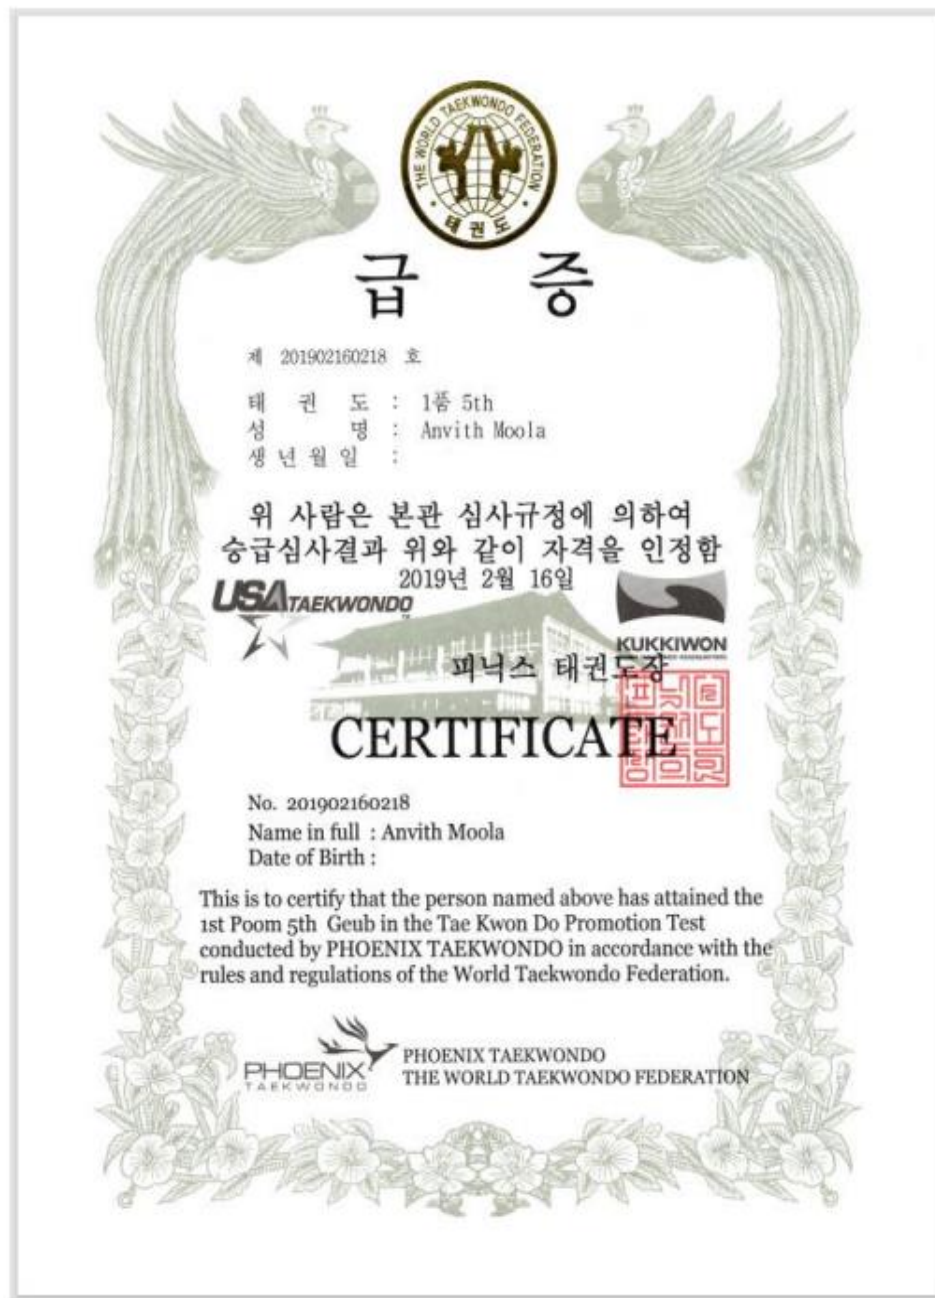 THE WORLD TAEKWONDO FEDERATION
태권도
급 증
제 201902160218 호
태 권 도 : 1품 5th
성 명 : Anvith Moola
생 년 월 일 :
위 사람은 본관 심사규정에 의하여
승급심사결과 위와 같이 자격을 인정함
2019년 2월 16일
USA TAEKWONDO
KUKKIWON
피닉스 태권도장
CERTIFICATE
No. 201902160218
Name in full : Anvith Moola
Date of Birth :
This is to certify that the person named above has attained the
1st Poom 5th Geub in the Tae Kwon Do Promotion Test
conducted by PHOENIX TAEKWONDO in accordance with the
rules and regulations of the World Taekwondo Federation.
PHOENIX
TAEKWONDO
PHOENIX TAEKWONDO
THE WORLD TAEKWONDO FEDERATION